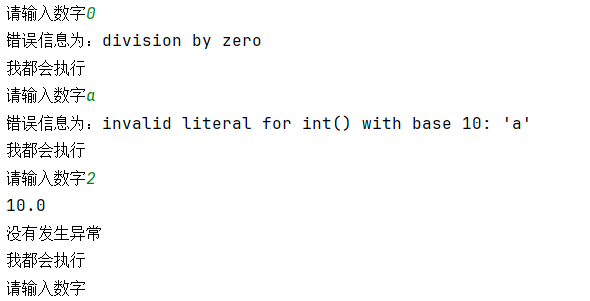 请输入数字0
错误信息为：division by zero
我都会执行
请输入数字a
错误信息为：invalid literal for int() with base 10: 'a'
我都会执行
请输入数字2
10.0
没有发生异常
我都会执行
请输入数字